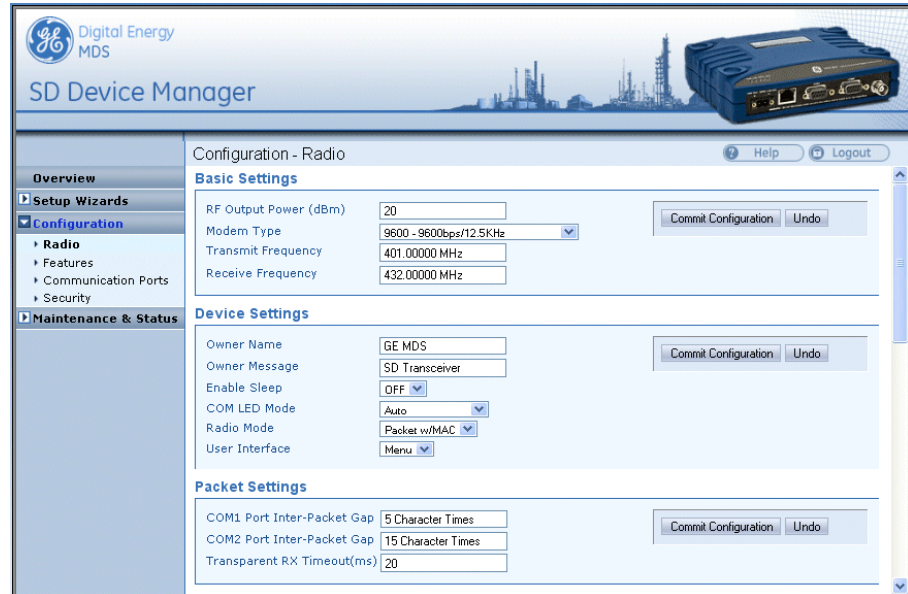 Digital Energy
MDS
SD Device Manager
Configuration - Radio
Help
Logout
Overview
Setup Wizards
Configuration
Radio
Features
Communication Ports
Security
Maintenance & Status
Basic Settings
RF Output Power (dBm) 20
Modem Type 9600 - 9600bps/12.5KHz
Transmit Frequency 401.00000 MHz
Receive Frequency 432.00000 MHz
Commit Configuration Undo
Device Settings
Owner Name GE MDS
Owner Message SD Transceiver
Enable Sleep OFF
COM LED Mode Auto
Radio Mode Packet w/MAC
User Interface Menu
Commit Configuration Undo
Packet Settings
COM1 Port Inter-Packet Gap 5 Character Times
COM2 Port Inter-Packet Gap 15 Character Times
Transparent RX Timeout(ms) 20
Commit Configuration Undo